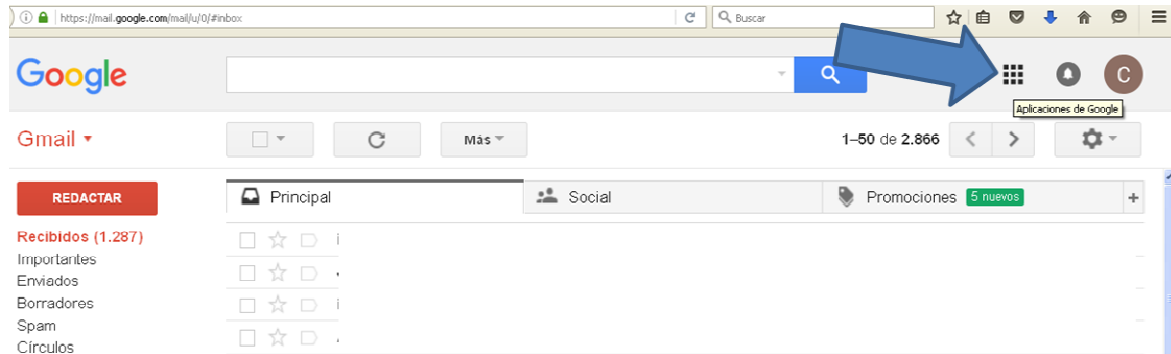 https://mail.google.com/mail/u/0/#inbox
Buscar
Google
C
Aplicaciones de Google
Gmail
Más
1–50 de 2.866
REDACTAR
Principal
Social
Promociones 5 nuevos
+
Recibidos (1.287)
Importantes
Enviados
Borradores
Spam
Círculos